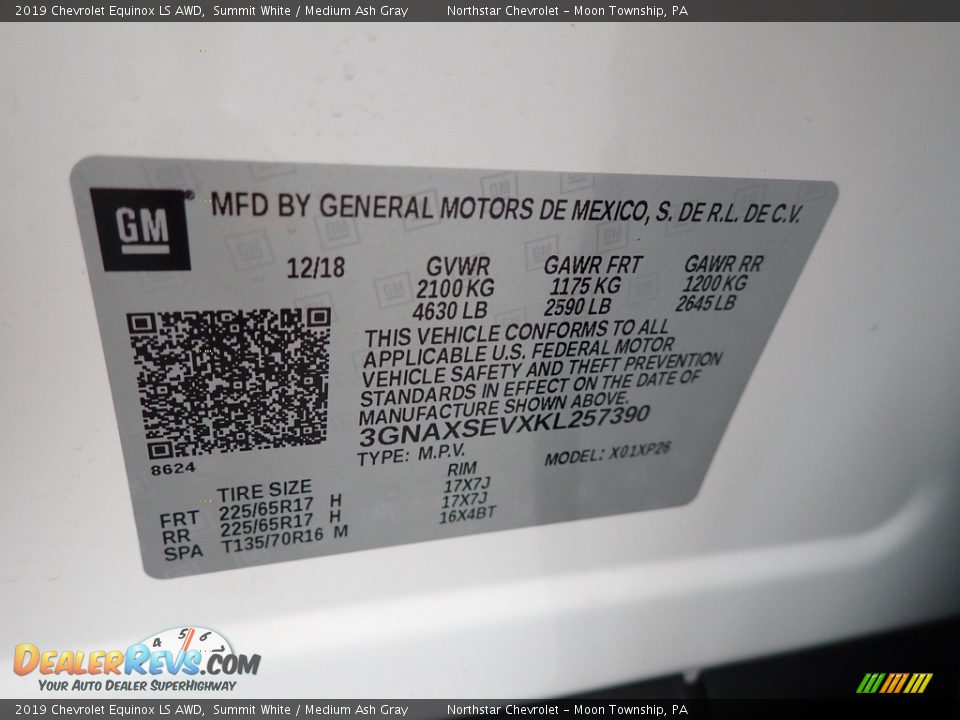 2019 Chevrolet Equinox LS AWD, Summit White / Medium Ash Gray Northstar Chevrolet - Moon Township, PA
GM® MFD BY GENERAL MOTORS DE MEXICO, S. DE R.L. DE C.V.
12/18 GVWR GAWR FRT GAWR RR
2100 KG 1175 KG 1200 KG
4630 LB 2590 LB 2645 LB
THIS VEHICLE CONFORMS TO ALL
APPLICABLE U.S. FEDERAL MOTOR
VEHICLE SAFETY AND THEFT PREVENTION
STANDARDS IN EFFECT ON THE DATE OF
MANUFACTURE SHOWN ABOVE.
3GNAXSEVXKL257390
8624
TYPE: M.P.V. MODEL: X01XP26
TIRE SIZE RIM
FRT 225/65R17 H 17X7J
RR 225/65R17 H 17X7J
SPA T135/70R16 M 16X4BT
4 5 6
DealerRevs.com
Your Auto Dealer SuperHighway
2019 Chevrolet Equinox LS AWD, Summit White / Medium Ash Gray Northstar Chevrolet - Moon Township, PA